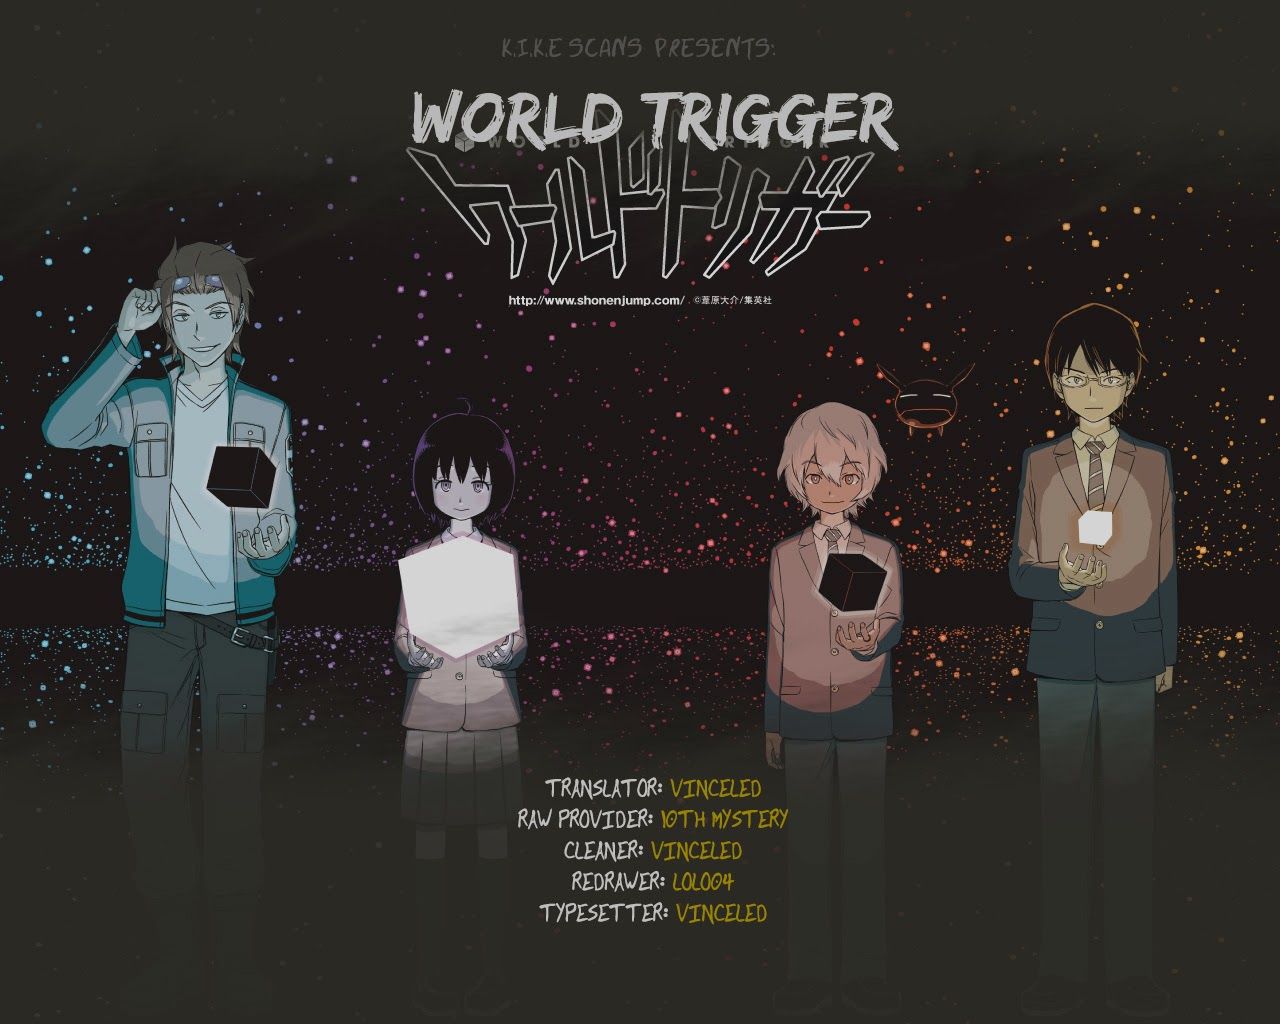 K.I.K.E SCANS PRESENTS:
WORLD TRIGGER
ワールドトリガー
http://www.shonenjump.com/ ©葦原大介/集英社
TRANSLATOR: VINCELED
RAW PROVIDER: 10TH MYSTERY
CLEANER: VINCELED
REDRAWER: LOLO04
TYPESETTER: VINCELED